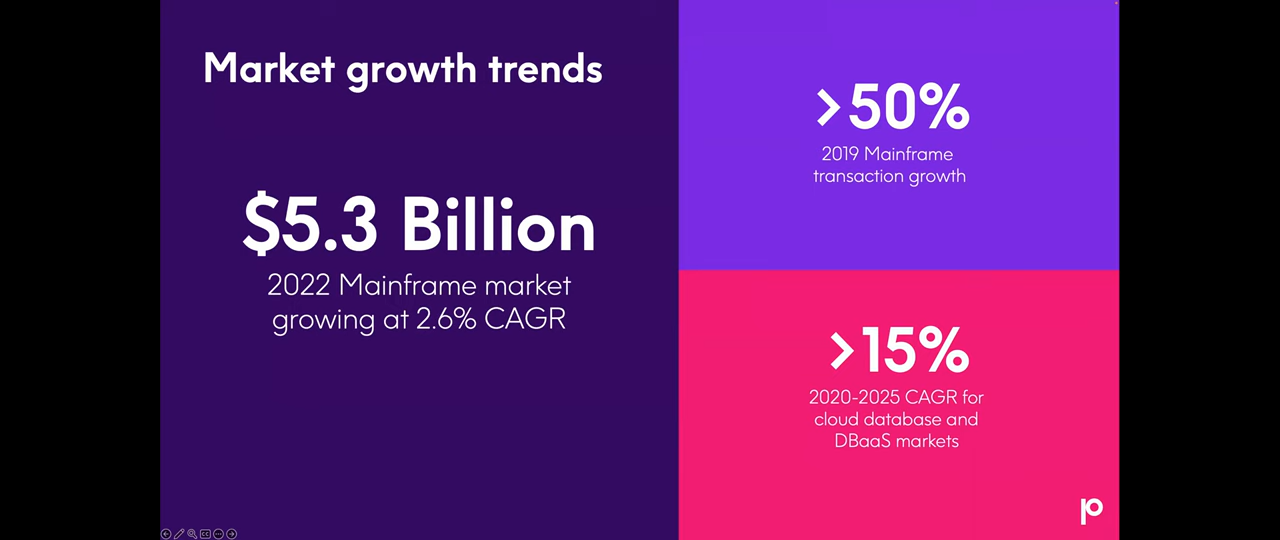 Market growth trends
$5.3 Billion
2022 Mainframe market
growing at 2.6% CAGR
>50%
2019 Mainframe
transaction growth
>15%
2020-2025 CAGR for
cloud database and
DBaaS markets